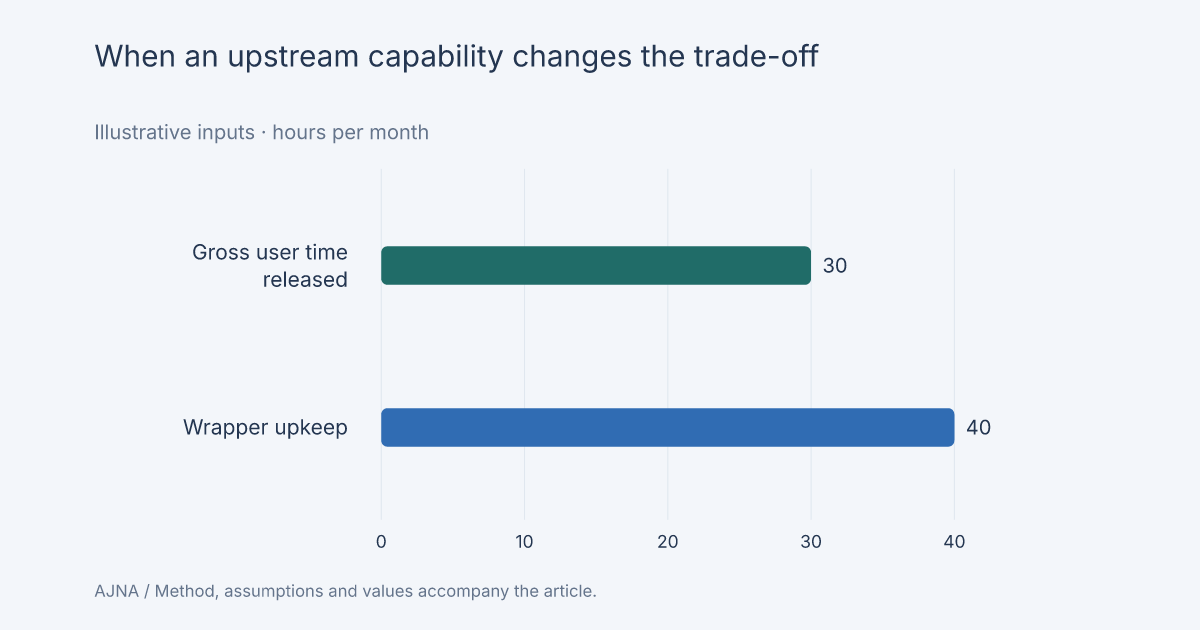 When an upstream capability changes the trade-off
Illustrative inputs · hours per month
Gross user time
released
30
Wrapper upkeep
40
0 10 20 30 40
AJNA / Method, assumptions and values accompany the article.